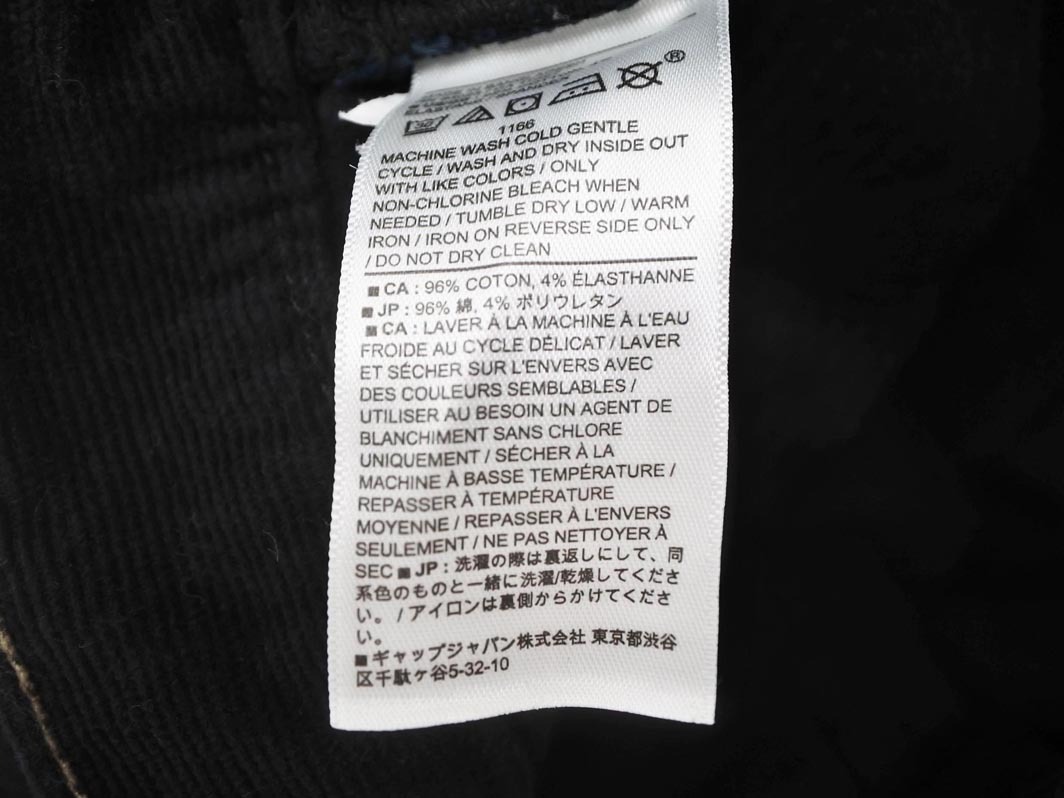 ®
1166
MACHINE WASH COLD GENTLE
CYCLE / WASH AND DRY INSIDE OUT
WITH LIKE COLORS / ONLY
NON-CHLORINE BLEACH WHEN
NEEDED / TUMBLE DRY LOW / WARM
IRON / IRON ON REVERSE SIDE ONLY
/ DO NOT DRY CLEAN
■ CA : 96% COTON, 4% ÉLASTHANNE
■ JP : 96% 綿, 4% ポリウレタン
■ CA : LAVER À LA MACHINE À L'EAU
FROIDE AU CYCLE DÉLICAT / LAVER
ET SÉCHER SUR L'ENVERS AVEC
DES COULEURS SEMBLABLES /
UTILISER AU BESOIN UN AGENT DE
BLANCHIMENT SANS CHLORE
UNIQUEMENT / SÉCHER À LA
MACHINE À BASSE TEMPÉRATURE /
REPASSER À TEMPÉRATURE
MOYENNE / REPASSER À L'ENVERS
SEULEMENT / NE PAS NETTOYER À
SEC ■ JP : 洗濯の際は裏返しにして、同
系色のものと一緒に洗濯/乾燥してくださ
い。 / アイロンは裏側からかけてくださ
い。
■ ギャップジャパン株式会社 東京都渋谷
区千駄ヶ谷5-32-10